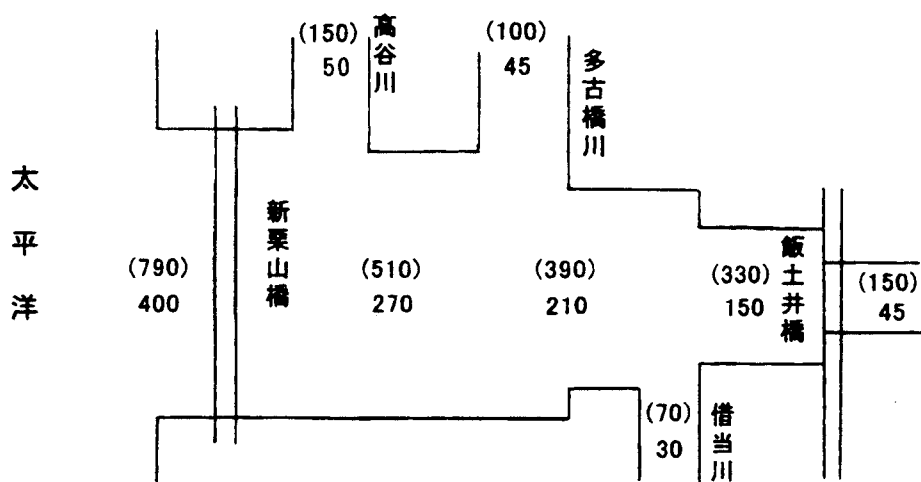 (150)
50
高谷川
(100)
45
多古橋川
太平洋
(790)
400
新栗山橋
(510)
270
(390)
210
(330)
150
飯土井橋
(150)
45
(70)
30
借当川